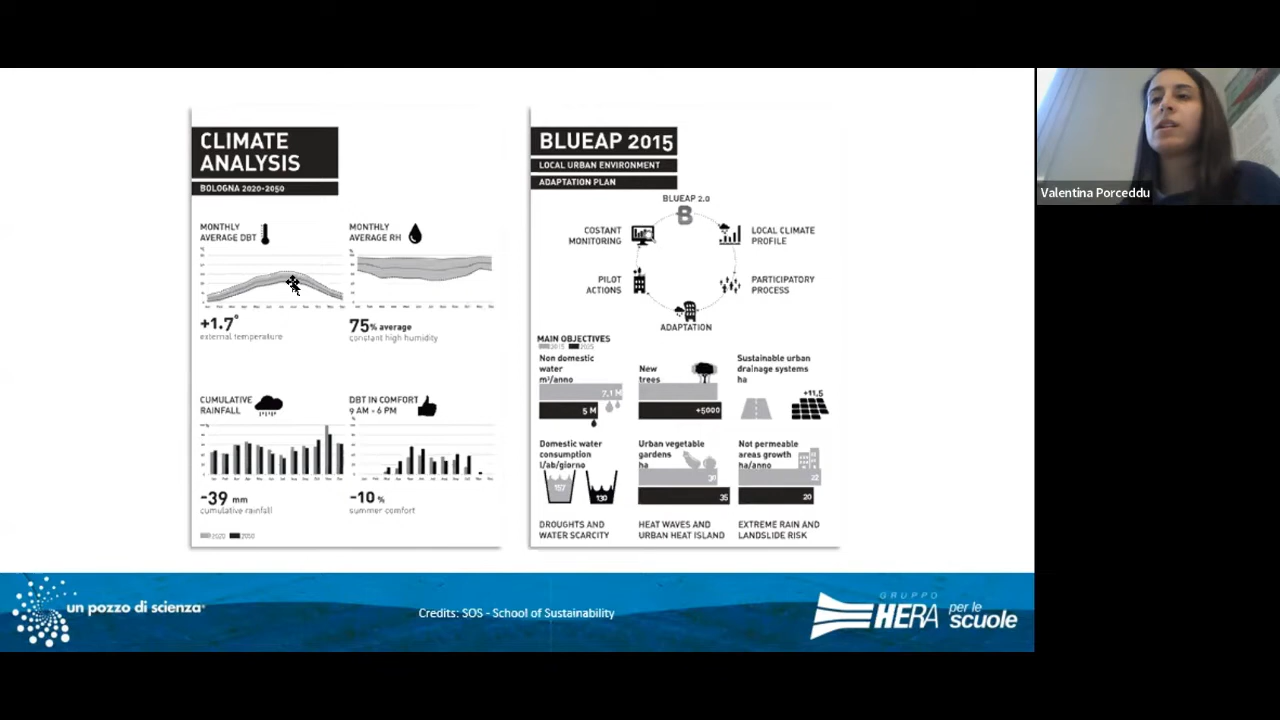 CLIMATE
ANALYSIS
BOLOGNA 2020-2050
MONTHLY
AVERAGE DBT
MONTHLY
AVERAGE RH
+1.7°
external temperature
75% average
constant high humidity
CUMULATIVE
RAINFALL
DBT IN COMFORT
9 AM - 6 PM
-39 mm
cumulative rainfall
-10 %
summer comfort
2020 2050
BLUEAP 2015
LOCAL URBAN ENVIRONMENT
ADAPTATION PLAN
BLUEAP 2.0
B
COSTANT
MONITORING
LOCAL CLIMATE
PROFILE
PILOT
ACTIONS
PARTICIPATORY
PROCESS
ADAPTATION
MAIN OBJECTIVES
2015 2025
Non domestic
water
m³/anno
7,1 M
5 M
New
trees
+5000
Sustainable urban
drainage systems
ha
+11,5
Domestic water
consumption
l/ab/giorno
157
130
Urban vegetable
gardens
ha
30
35
Not permeable
areas growth
ha/anno
22
20
DROUGHTS AND
WATER SCARCITY
HEAT WAVES AND
URBAN HEAT ISLAND
EXTREME RAIN AND
LANDSLIDE RISK
un pozzo di scienza
Credits: SOS - School of Sustainability
GRUPPO
HERA per le
scuole
Valentina Porceddu